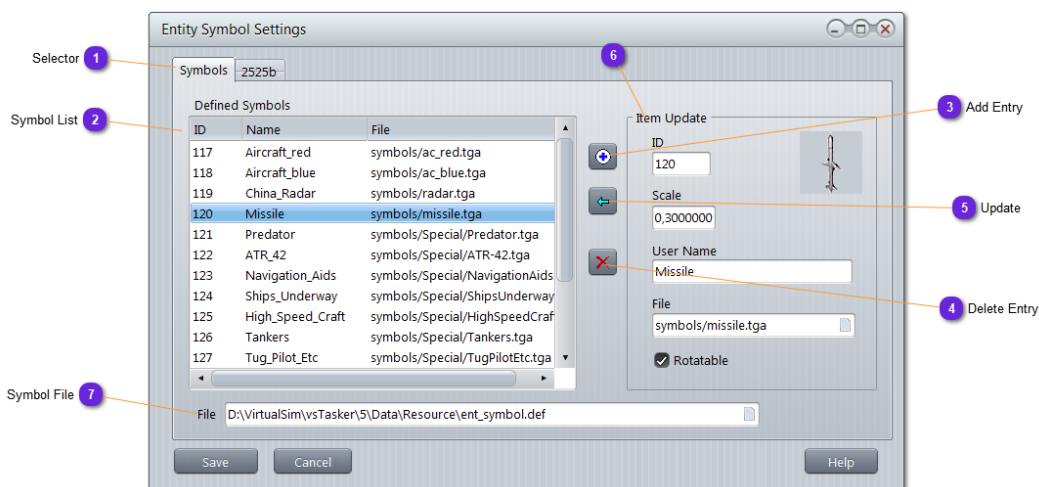 Entity Symbol Settings
Selector 1
Symbols 2525b
6
Symbol List 2
Defined Symbols
ID Name File
117 Aircraft_red symbols/ac_red.tga
118 Aircraft_blue symbols/ac_blue.tga
119 China_Radar symbols/radar.tga
120 Missile symbols/missile.tga
121 Predator symbols/Special/Predator.tga
122 ATR_42 symbols/Special/ATR-42.tga
123 Navigation_Aids symbols/Special/NavigationAids
124 Ships_Underway symbols/Special/ShipsUnderway
125 High_Speed_Craft symbols/Special/HighSpeedCraf
126 Tankers symbols/Special/Tankers.tga
127 Tug_Pilot_Etc symbols/Special/TugPilotEtc.tga
Item Update
ID
120
Scale
0,3000000
User Name
Missile
File
symbols/missile.tga
Rotatable
3 Add Entry
5 Update
4 Delete Entry
Symbol File 7
File D:\VirtualSim\vsTasker\5\Data\Resource\ent_symbol.def
Save Cancel Help